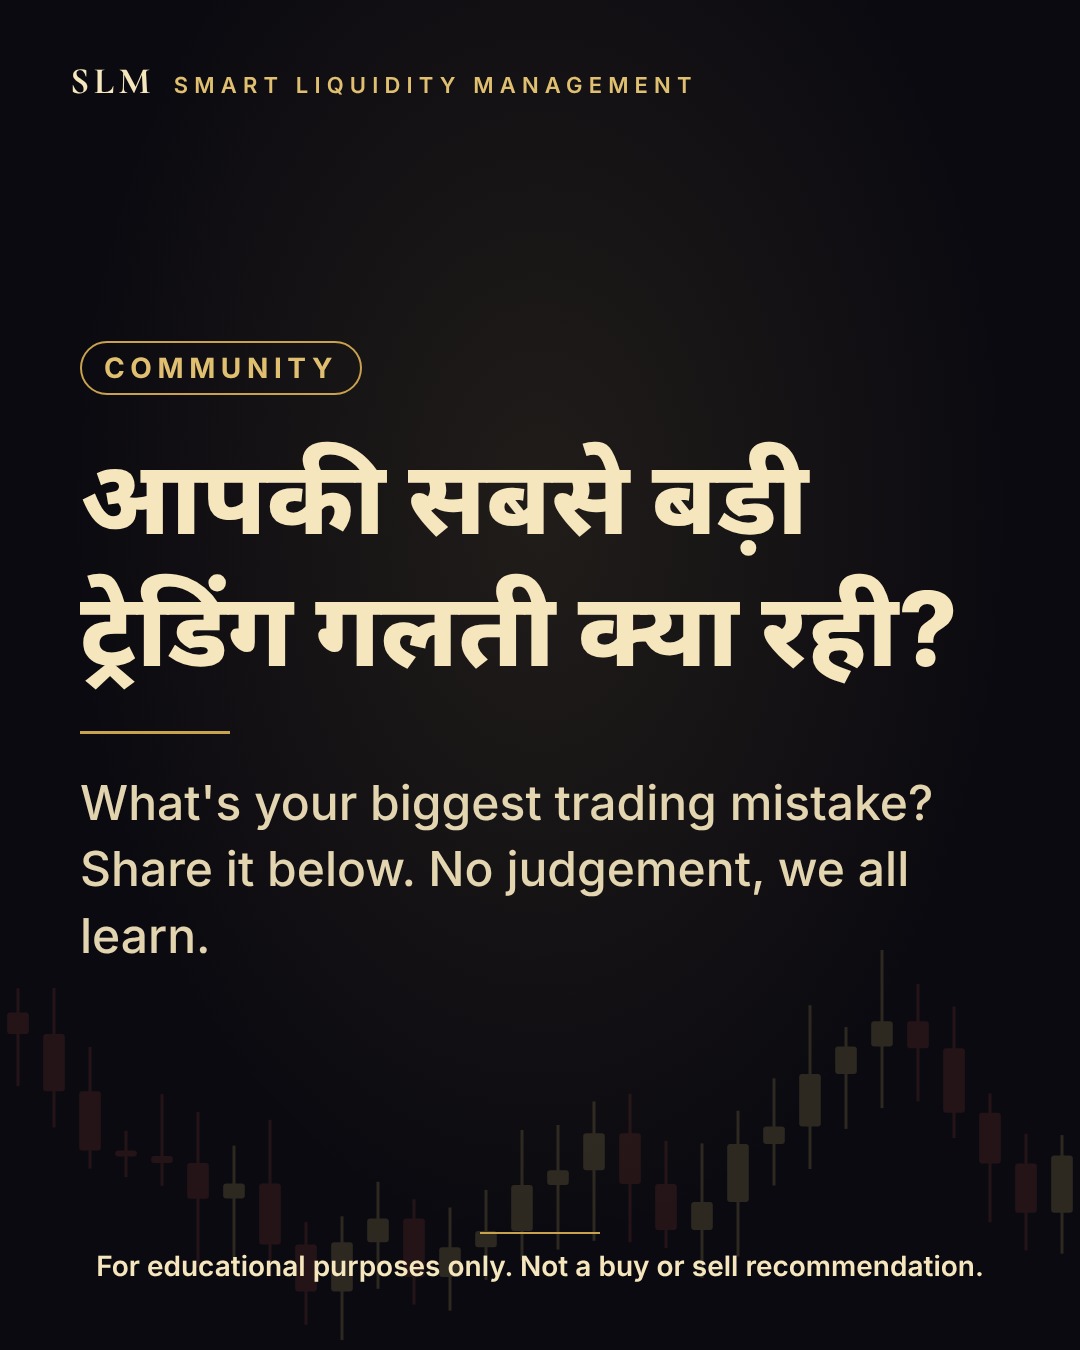 SLM SMART LIQUIDITY MANAGEMENT
COMMUNITY
आपकी सबसे बड़ी
ट्रेडिंग गलती क्या रही?
What's your biggest trading mistake?
Share it below. No judgement, we all
learn.
For educational purposes only. Not a buy or sell recommendation.